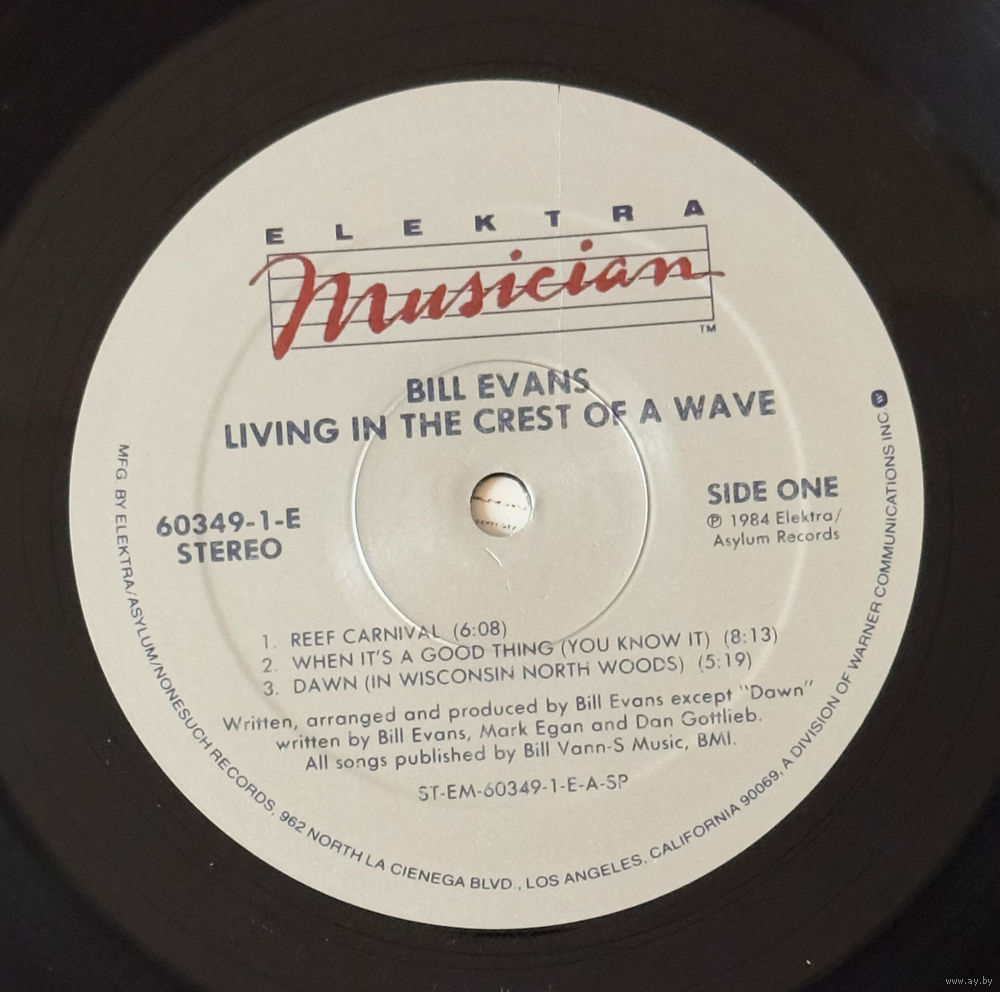 ELEKTRA
Musician
TM
BILL EVANS
LIVING IN THE CREST OF A WAVE
60349-1-E
STEREO
SIDE ONE
℗ 1984 Elektra/
Asylum Records
1. REEF CARNIVAL (6:08)
2. WHEN IT'S A GOOD THING (YOU KNOW IT) (8:13)
3. DAWN (IN WISCONSIN NORTH WOODS) (5:19)
Written, arranged and produced by Bill Evans except "Dawn"
written by Bill Evans, Mark Egan and Dan Gottlieb.
All songs published by Bill Vann-S Music, BMI.
ST-EM-60349-1-E-A-SP
MFG. BY ELEKTRA/ASYLUM/NONESUCH RECORDS, 962 NORTH LA CIENEGA BLVD., LOS ANGELES, CALIFORNIA 90069, A DIVISION OF WARNER COMMUNICATIONS INC.
www.ay.by